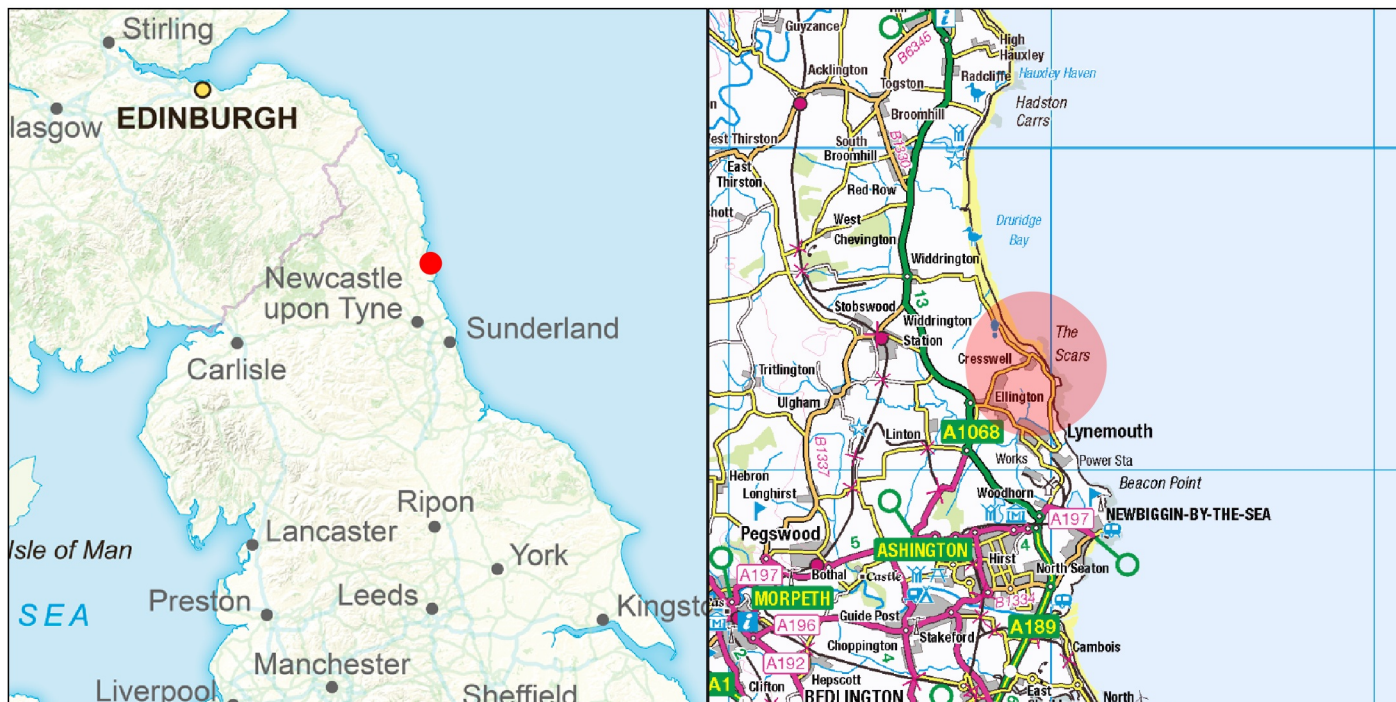 Stirling
EDINBURGH
lasgow
Newcastle
upon Tyne
Sunderland
Carlisle
Ripon
Lancaster
York
Isle of Man
Preston
Leeds
Kingsto
SEA
Manchester
Liverpool
Sheffield
Guyzance
B6345
High
Hauxley
Acklington
Radcliffe
Hauxley Haven
Togston
Hadston
Carrs
Broomhill
est Thirston
South
Broomhill
B1330
East
Thirston
Red Row
hott
West
Chevington
Druridge
Bay
Widdrington
13
Stobswood
Widdrington
Station
The
Scars
Cresswell
Tritlington
Ulgham
Ellington
Linton
A1068
Lynemouth
B1337
Works
Power Sta
Hebron
Beacon Point
Longhirst
Woodhorn
A197
NEWBIGGIN-BY-THE-SEA
Pegswood
5
ASHINGTON
4
Hirst
A197
Bothal
Castle
North Seaton
MORPETH
B1334
A196
Guide Post
Stakeford
A189
Choppington
4
Cambois
2
A192
Hepscott
A1
Clifton
BEDLINGTON
9
East
North